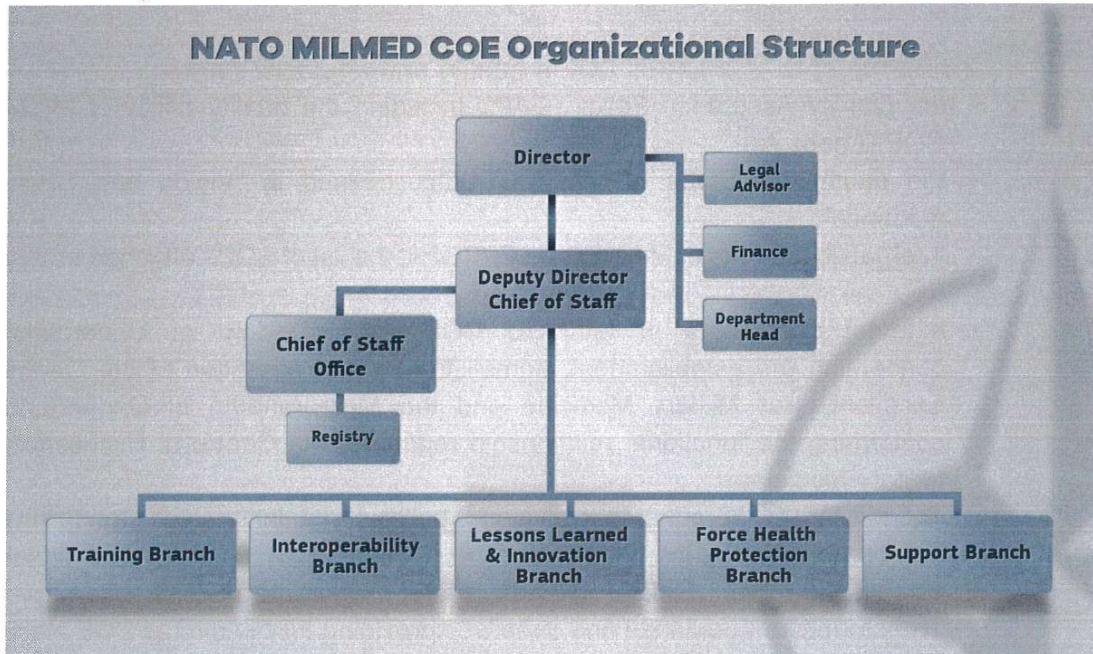 NATO MILMED COE Organizational Structure
Director
Legal
Advisor
Finance
Department
Head
Deputy Director
Chief of Staff
Chief of Staff
Office
Registry
Training Branch
Interoperability
Branch
Lessons Learned
& Innovation
Branch
Force Health
Protection
Branch
Support Branch